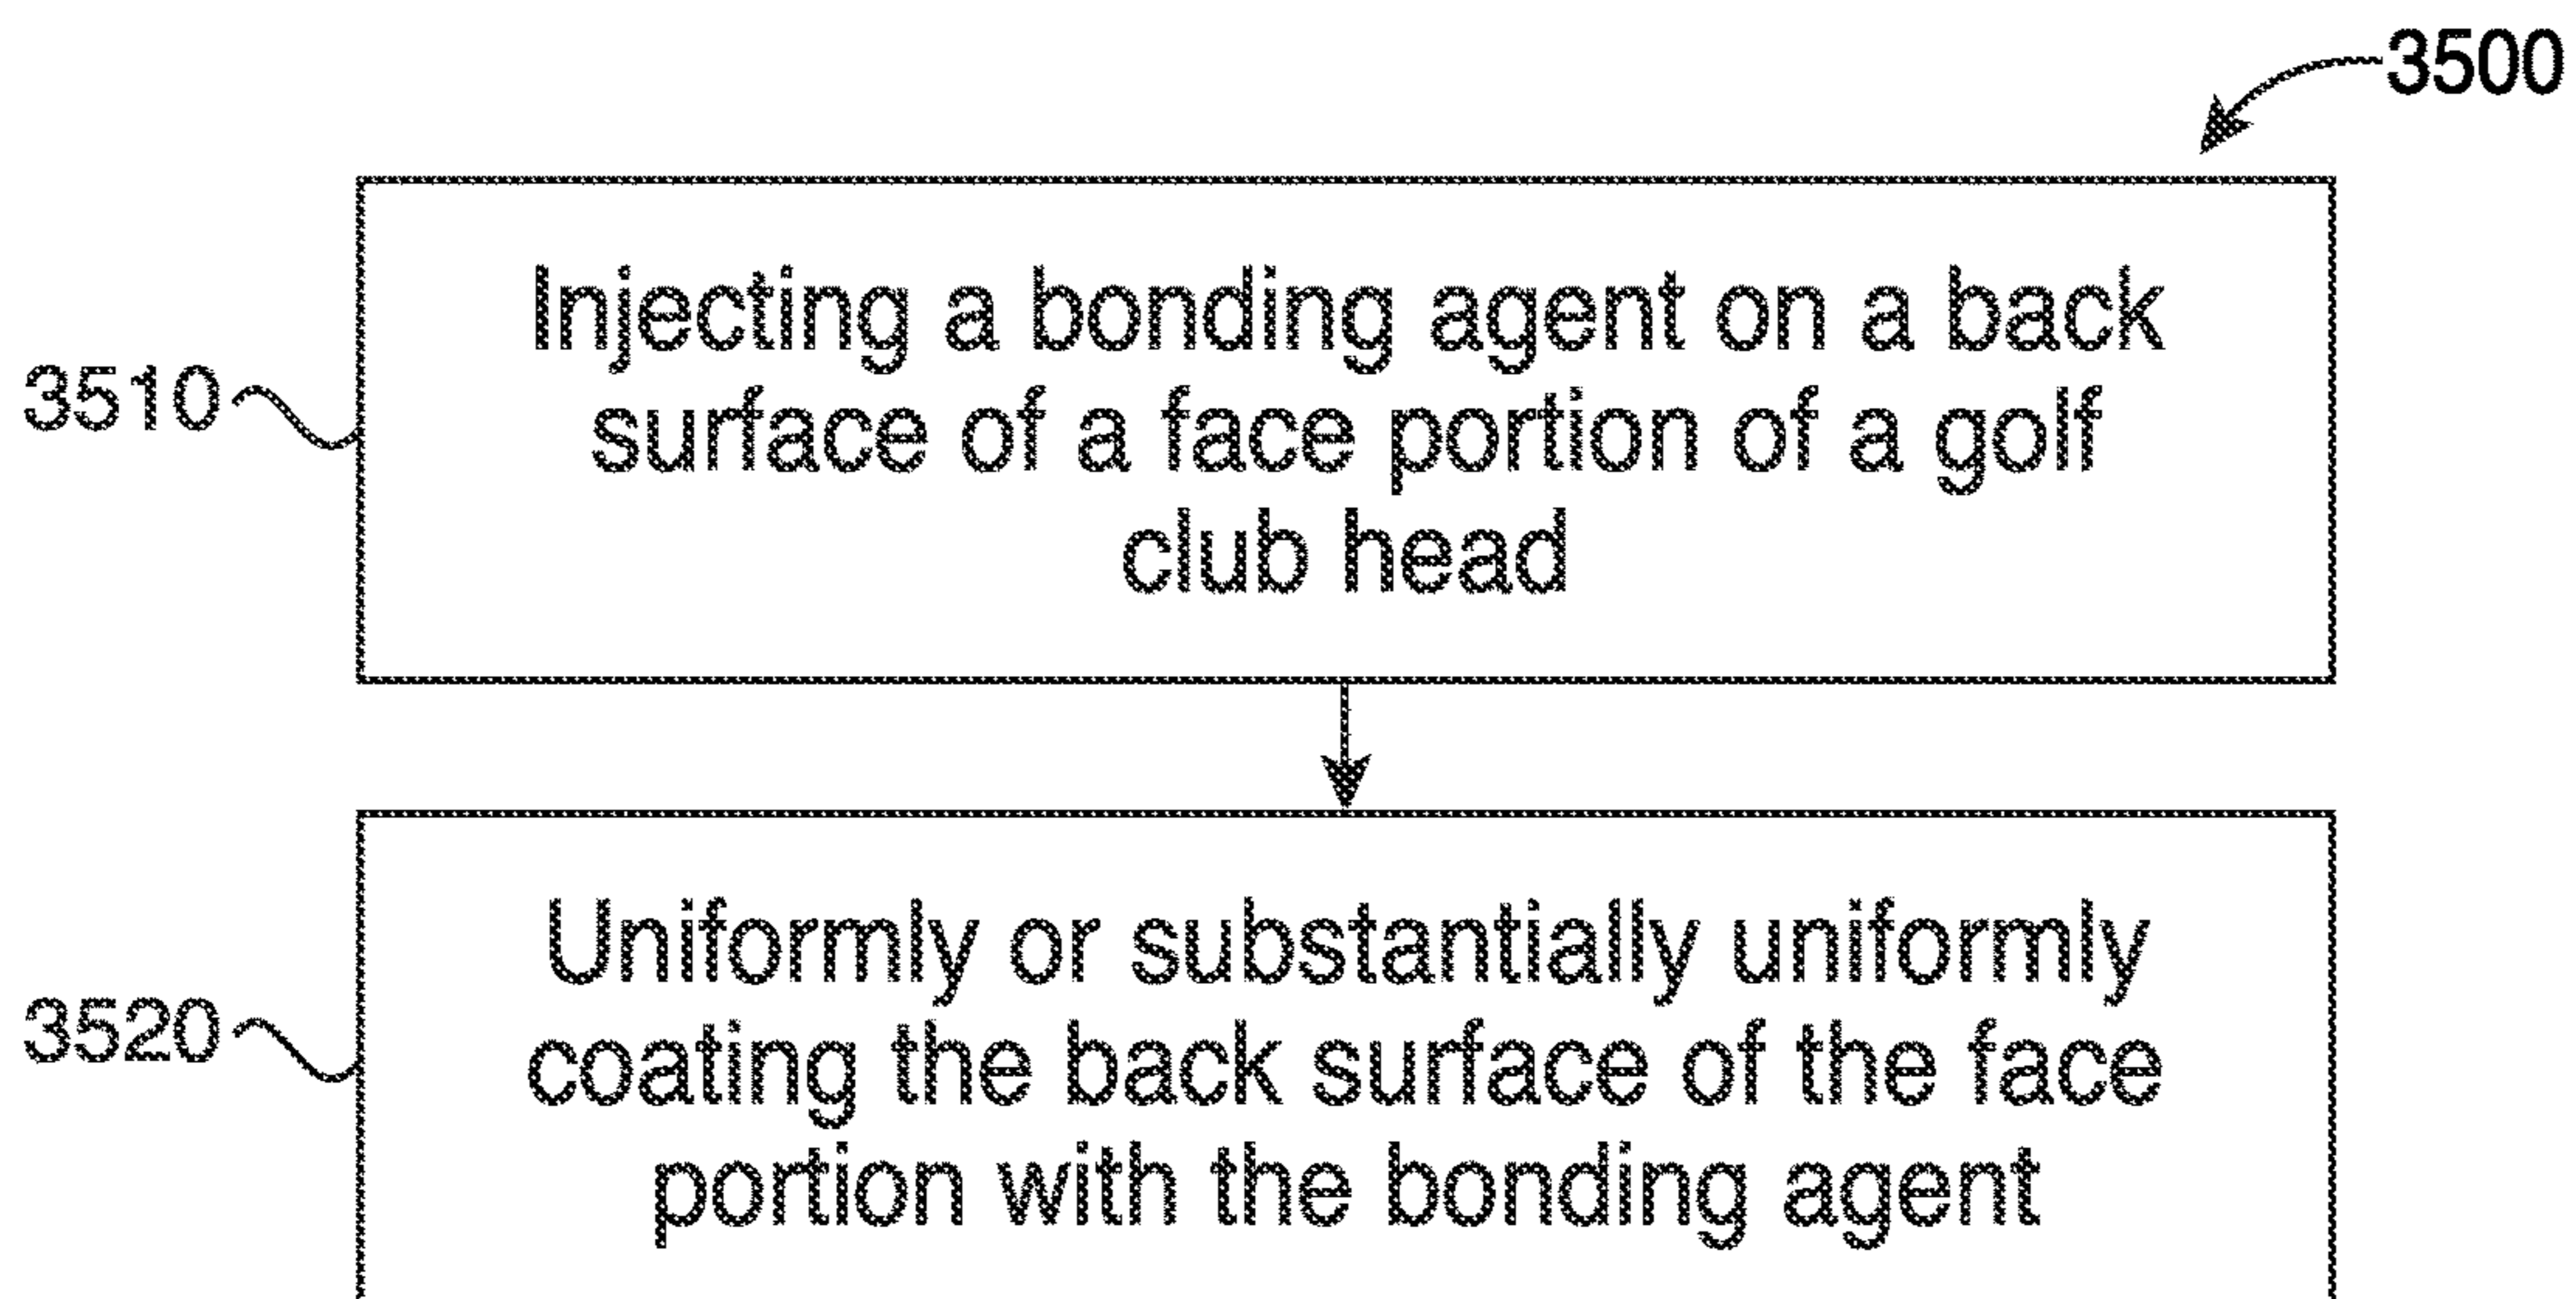 3500
Injecting a bonding agent on a back
surface of a face portion of a golf
club head
3510
Uniformly or substantially uniformly
coating the back surface of the face
portion with the bonding agent
3520